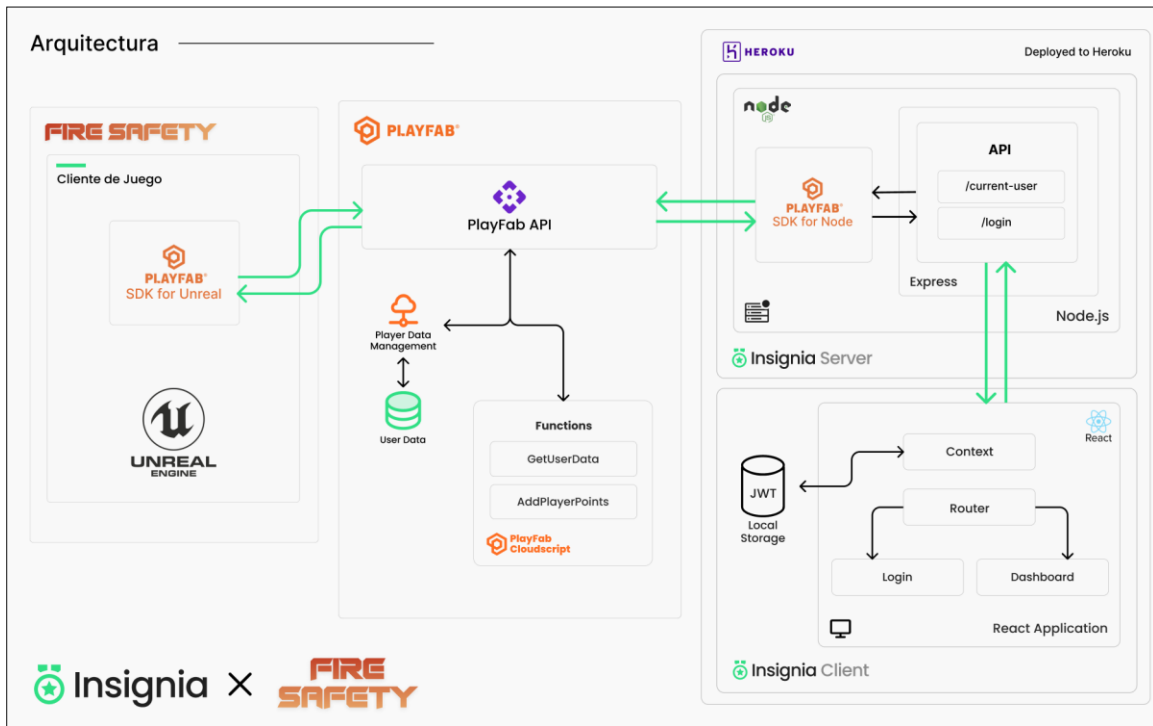 Arquitectura
FIRE SAFETY
Cliente de Juego
PLAYFAB®
SDK for Unreal
UNREAL
ENGINE
PLAYFAB®
PlayFab API
Player Data
Management
User Data
Functions
GetUserData
AddPlayerPoints
PlayFab
Cloudscript
HEROKU
Deployed to Heroku
node
JS
PLAYFAB®
SDK for Node
API
/current-user
/login
Express
Node.js
Insignia Server
React
Context
JWT
Local
Storage
Router
Login
Dashboard
React Application
Insignia Client
Insignia X FIRE
SAFETY